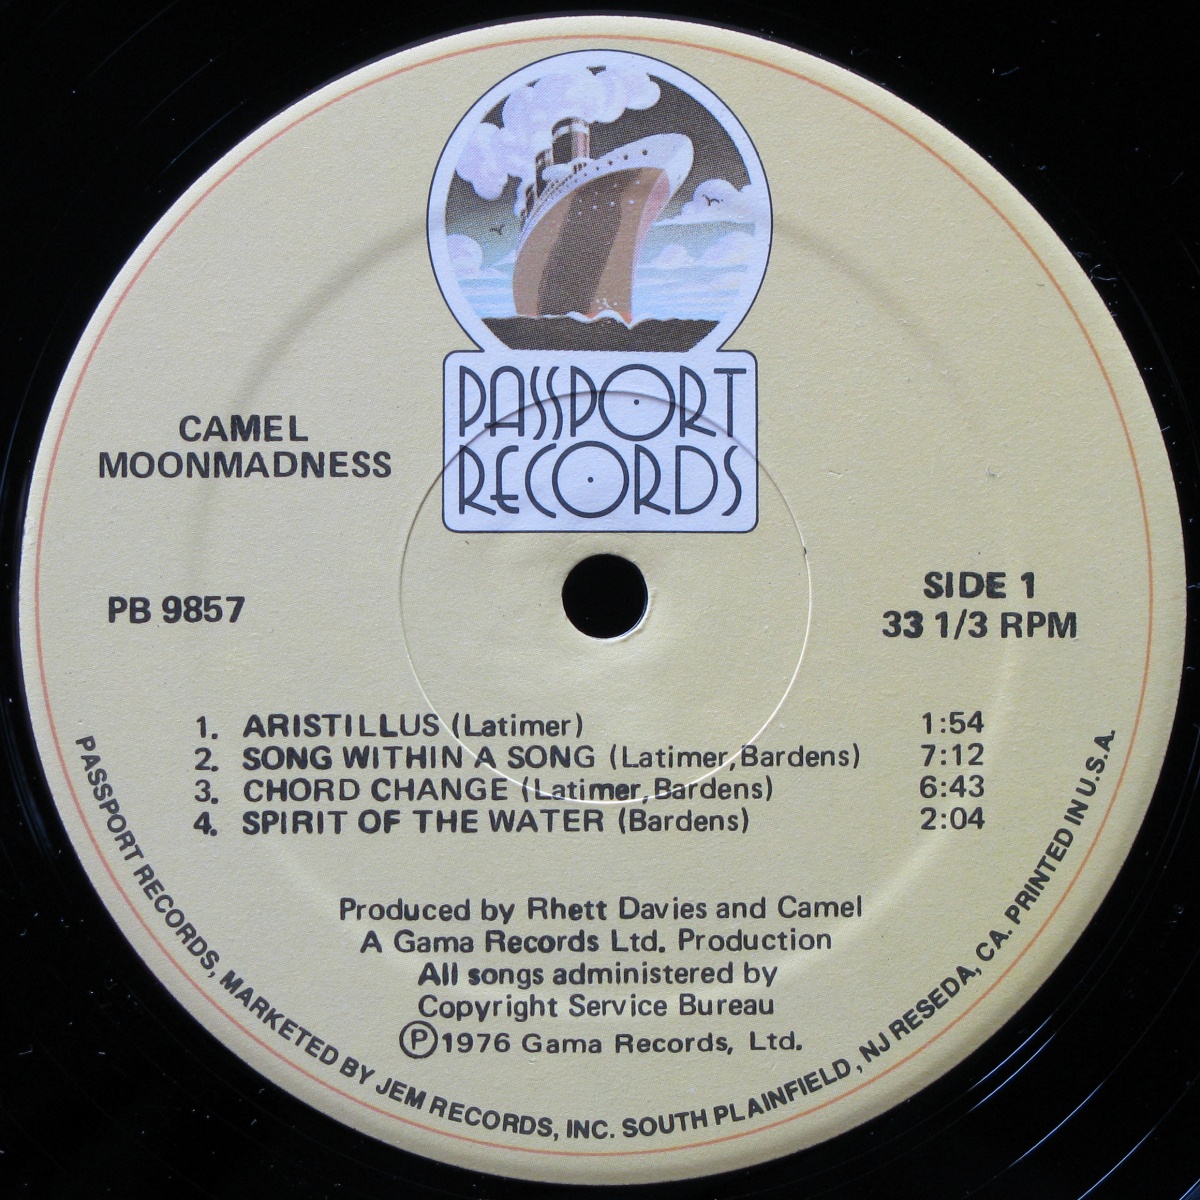 PASSPORT
RECORDS
CAMEL
MOONMADNESS
PB 9857
SIDE 1
33 1/3 RPM
1. ARISTILLUS (Latimer) 1:54
2. SONG WITHIN A SONG (Latimer,Bardens) 7:12
3. CHORD CHANGE (Latimer,Bardens) 6:43
4. SPIRIT OF THE WATER (Bardens) 2:04
Produced by Rhett Davies and Camel
A Gama Records Ltd. Production
All songs administered by
Copyright Service Bureau
Ⓟ1976 Gama Records, Ltd.
PASSPORT RECORDS, MARKETED BY JEM RECORDS, INC. SOUTH PLAINFIELD, NJ RESEDA, CA. PRINTED IN U.S.A.